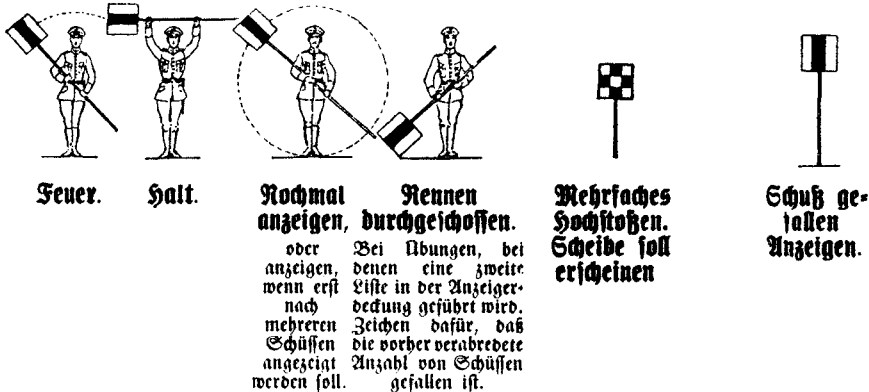 Feuer.
Halt.
Nochmal
anzeigen,
oder
anzeigen,
wenn erst
nach
mehreren
Schüssen
angezeigt
werden soll.
Rennen
durchgeschossen.
Bei Übungen, bei
denen eine zweite
Liste in der Anzeiger-
deckung geführt wird.
Zeichen dafür, daß
die vorher verabredete
Anzahl von Schüssen
gefallen ist.
Mehrfaches
Hochstoßen.
Scheibe soll
erscheinen
Schuß ge-
fallen
Anzeigen.